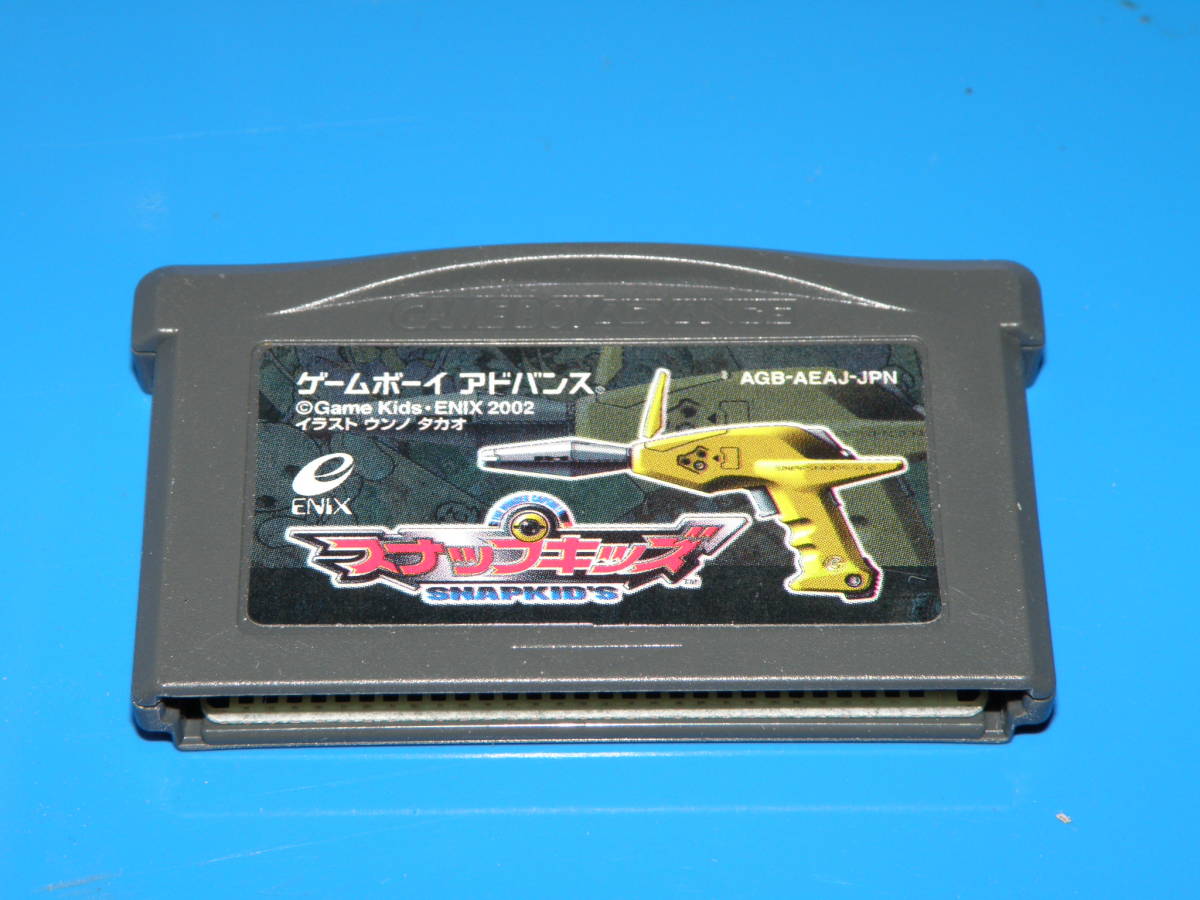 GAME BOY ADVANCE
ゲームボーイ アドバンス®
AGB-AEAJ-JPN
©Game Kids・ENIX 2002
イラスト ウンノ タカオ
ENIX
スナップキッズ
TM
SNAPKID'S